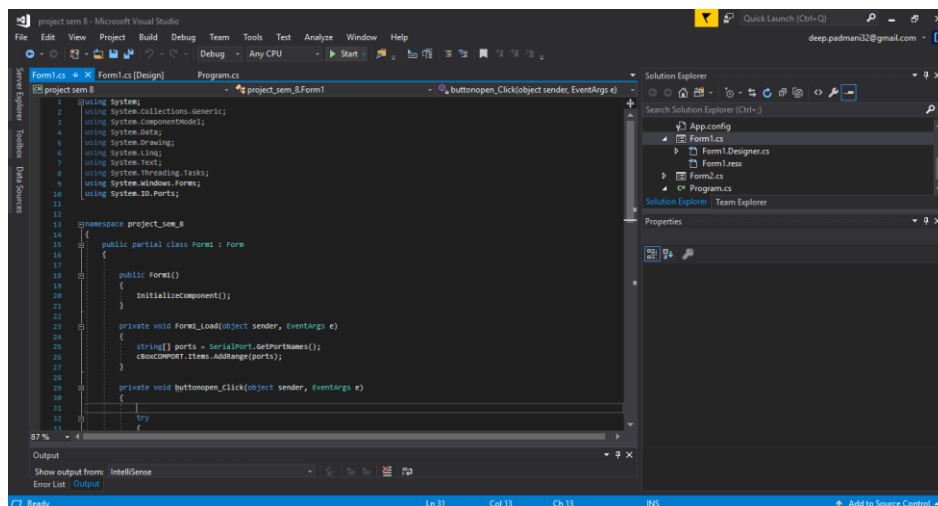 project sem 8 - Microsoft Visual Studio
Quick Launch (Ctrl+Q)
File Edit View Project Build Debug Team Tools Test Analyze Window Help
deep.padmani32@gmail.com
Debug Any CPU Start
Server Explorer
Toolbox
Data Sources
Form1.cs Form1.cs [Design] Program.cs
project sem 8 project_sem_8.Form1 buttonopen_Click(object sender, EventArgs e)
1 using System;
2 using System.Collections.Generic;
3 using System.ComponentModel;
4 using System.Data;
5 using System.Drawing;
6 using System.Linq;
7 using System.Text;
8 using System.Threading.Tasks;
9 using System.Windows.Forms;
10 using System.IO.Ports;
11
12
13 namespace project_sem_8
14 {
15 public partial class Form1 : Form
16 {
17
18 public Form1()
19 {
20 InitializeComponent();
21 }
22
23 private void Form1_Load(object sender, EventArgs e)
24 {
25 string[] ports = SerialPort.GetPortNames();
26 cBoxCOMPORT.Items.AddRange(ports);
27 }
28
29 private void buttonopen_Click(object sender, EventArgs e)
30 {
31
32 try
33 {
87 %
Output
Show output from: IntelliSense
Error List Output
Solution Explorer
Search Solution Explorer (Ctrl+;)
App.config
Form1.cs
Form1.Designer.cs
Form1.resx
Form2.cs
C# Program.cs
Solution Explorer Team Explorer
Properties
Ready Ln 31 Col 13 Ch 13 INS Add to Source Control